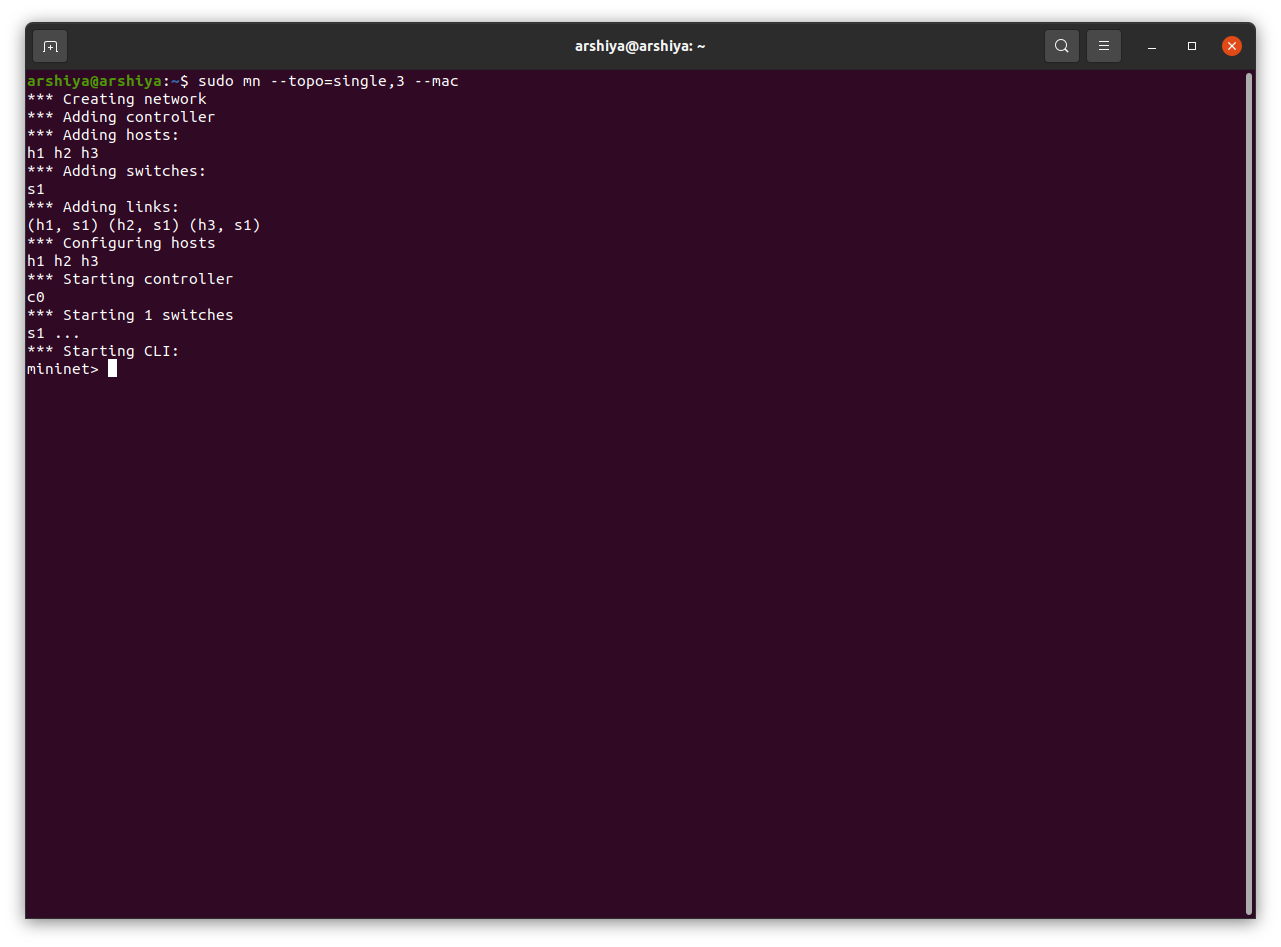 arshiya@arshiya: ~
arshiya@arshiya:~$ sudo mn --topo=single,3 --mac
*** Creating network
*** Adding controller
*** Adding hosts:
h1 h2 h3
*** Adding switches:
s1
*** Adding links:
(h1, s1) (h2, s1) (h3, s1)
*** Configuring hosts
h1 h2 h3
*** Starting controller
c0
*** Starting 1 switches
s1 ...
*** Starting CLI:
mininet>